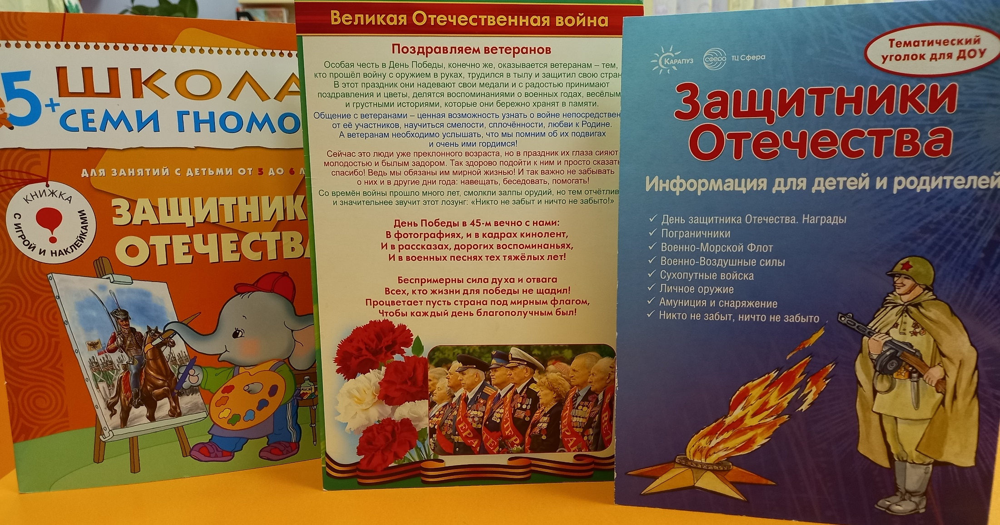 5+
ШКОЛА
СЕМИ ГНОМО
ДЛЯ ЗАНЯТИЙ С ДЕТЬМИ ОТ 5 ДО 6 Л
КНИЖКА
С ИГРОЙ И НАКЛЕЙКАМИ
ЗАЩИТНИК
ОТЕЧЕСТВА
МАСЛО
Великая Отечественная война
Поздравляем ветеранов
Особая честь в День Победы, конечно же, оказывается ветеранам – тем,
кто прошёл войну с оружием в руках, трудился в тылу и защитил свою стран
В этот праздник они надевают свои медали и с радостью принимают
поздравления и цветы, делятся воспоминаниями о военных годах, весёлым
и грустными историями, которые они бережно хранят в памяти.
Общение с ветеранами – ценная возможность узнать о войне непосредствен
от её участников, научиться смелости, сплочённости, любви к Родине.
А ветеранам необходимо услышать, что мы помним об их подвигах
и очень ими гордимся!
Сейчас это люди уже преклонного возраста, но в праздник их глаза сияют
молодостью и былым задором. Так здорово подойти к ним и просто сказать
спасибо! Ведь мы обязаны им мирной жизнью! И так важно не забывать
о них и в другие дни года: навещать, беседовать, помогать!
Со времён войны прошло много лет, смолкли залпы орудий, но тем отчётлив
и значительнее звучит этот лозунг: «Никто не забыт и ничто не забыто!»
День Победы в 45-м вечно с нами:
В фотографиях, и в кадрах кинолент,
И в рассказах, дорогих воспоминаньях,
И в военных песнях тех тяжёлых лет!
Беспримерны сила духа и отвага
Всех, кто жизни для победы не щадил!
Процветает пусть страна под мирным флагом,
Чтобы каждый день благополучным был!
КАРАПУЗ
сфера
ТЦ Сфера
Тематический
уголок для ДОУ
Защитники
Отечества
Информация для детей и родителей
✓ День защитника Отечества. Награды
✓ Пограничники
✓ Военно-Морской Флот
✓ Военно-Воздушные силы
✓ Сухопутные войска
✓ Личное оружие
✓ Амуниция и снаряжение
✓ Никто не забыт, ничто не забыто